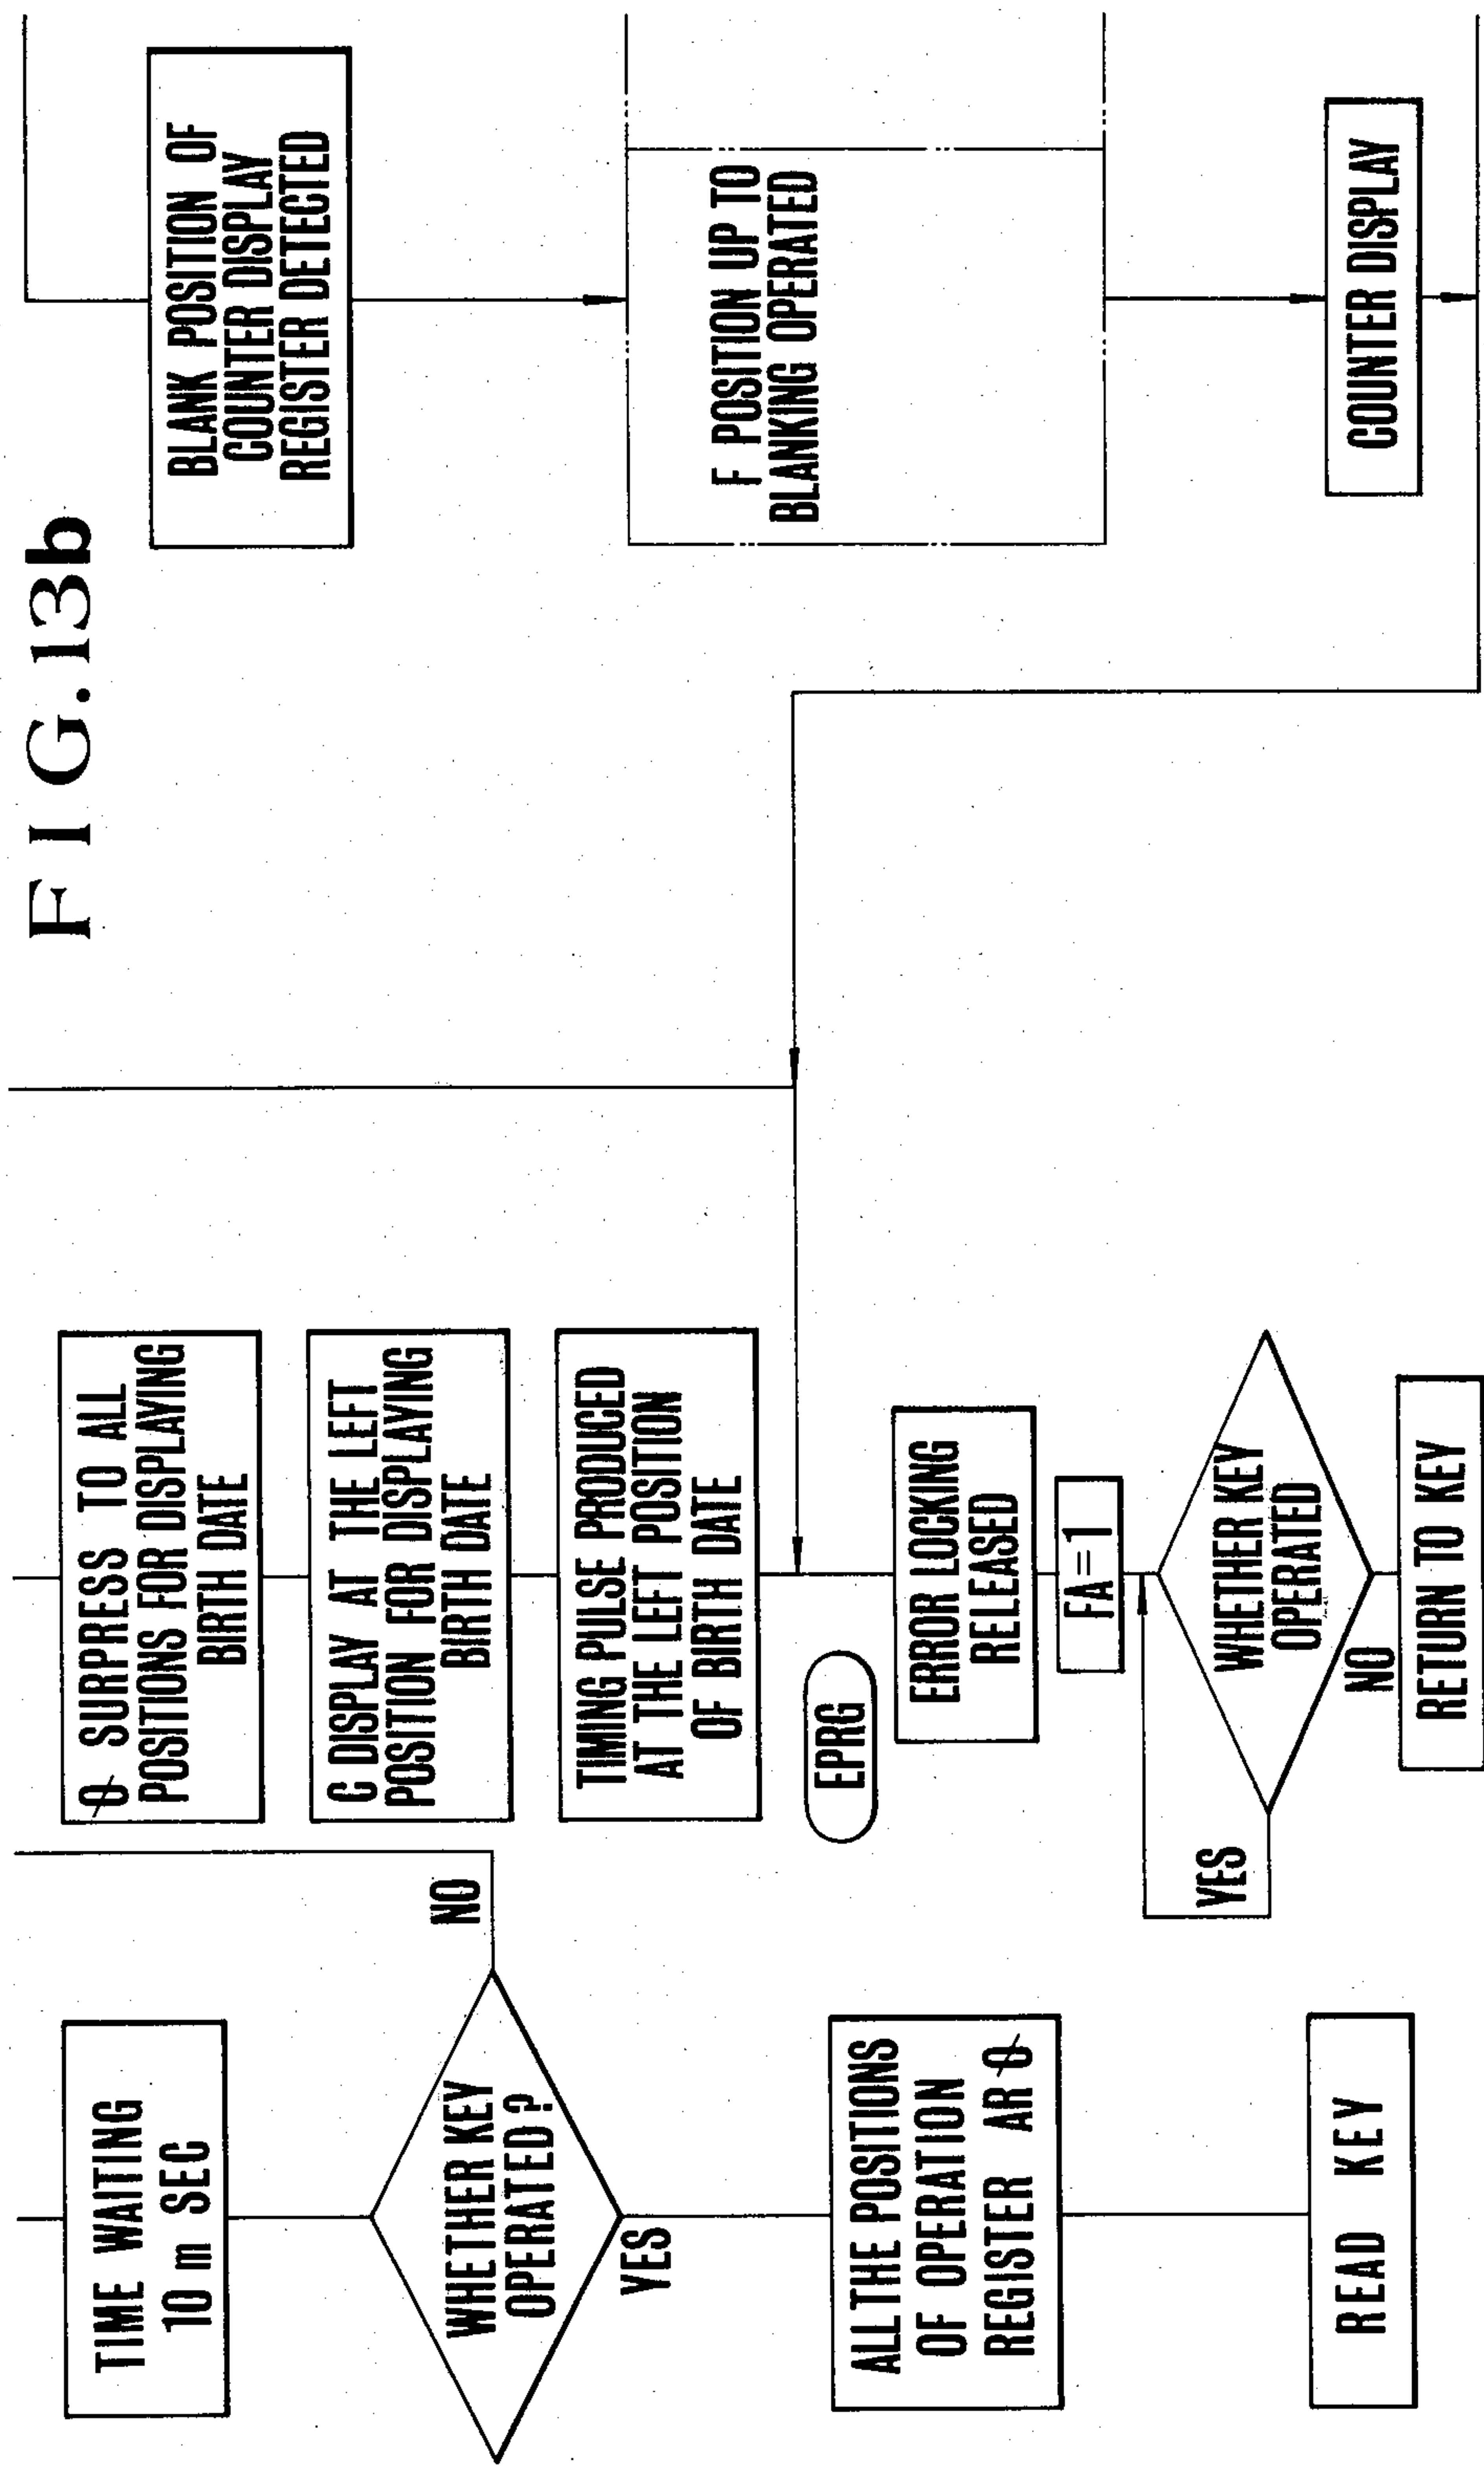 FIG.13b
TIME WAITING
10 m SEC
WHETHER KEY
OPERATED?
NO
YES
ALL THE POSITIONS
OF OPERATION
REGISTER AR 0
READ KEY
0 SURPRESS TO ALL
POSITIONS FOR DISPLAYING
BIRTH DATE
C DISPLAY AT THE LEFT
POSITION FOR DISPLAYING
BIRTH DATE
TIMING PULSE PRODUCED
AT THE LEFT POSITION
OF BIRTH DATE
EPRG
ERROR LOCKING
RELEASED
FA=1
WHETHER KEY
OPERATED
YES
NO
RETURN TO KEY
BLANK POSITION OF
COUNTER DISPLAY
REGISTER DETECTED
F POSITION UP TO
BLANKING OPERATED
COUNTER DISPLAY